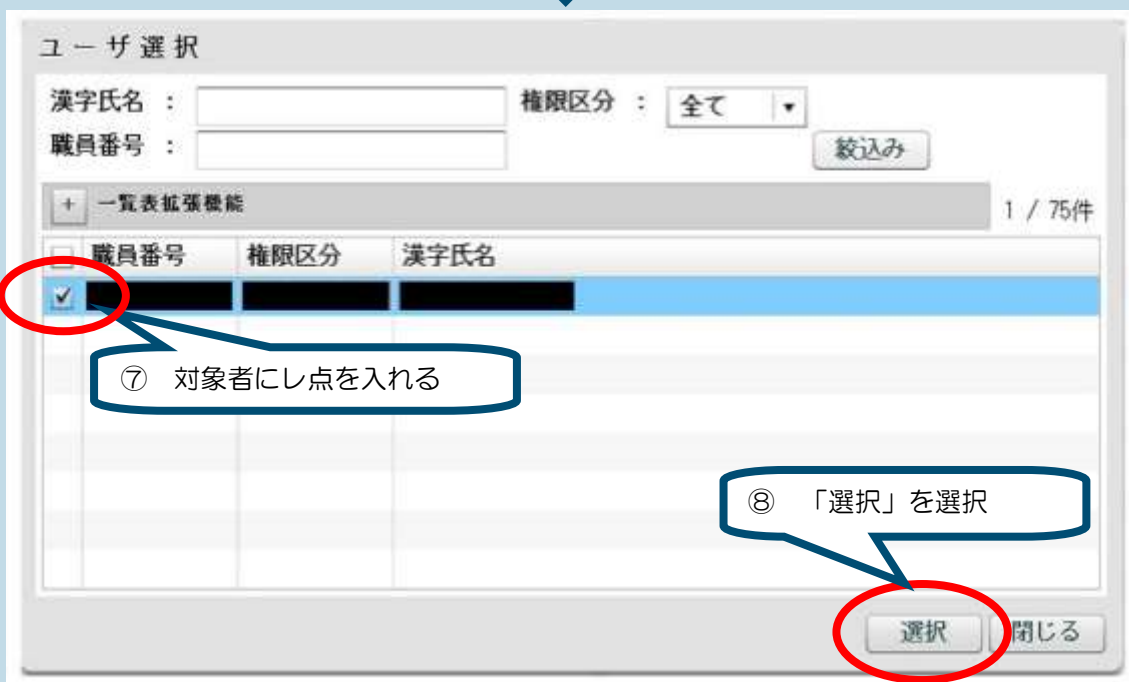 ユーザ選択
漢字氏名 : 権限区分 : 全て
職員番号 :
絞込み
+ 一覧表拡張機能
1 / 75件
職員番号 権限区分 漢字氏名
⑦ 対象者にレ点を入れる
⑧ 「選択」を選択
選択 閉じる